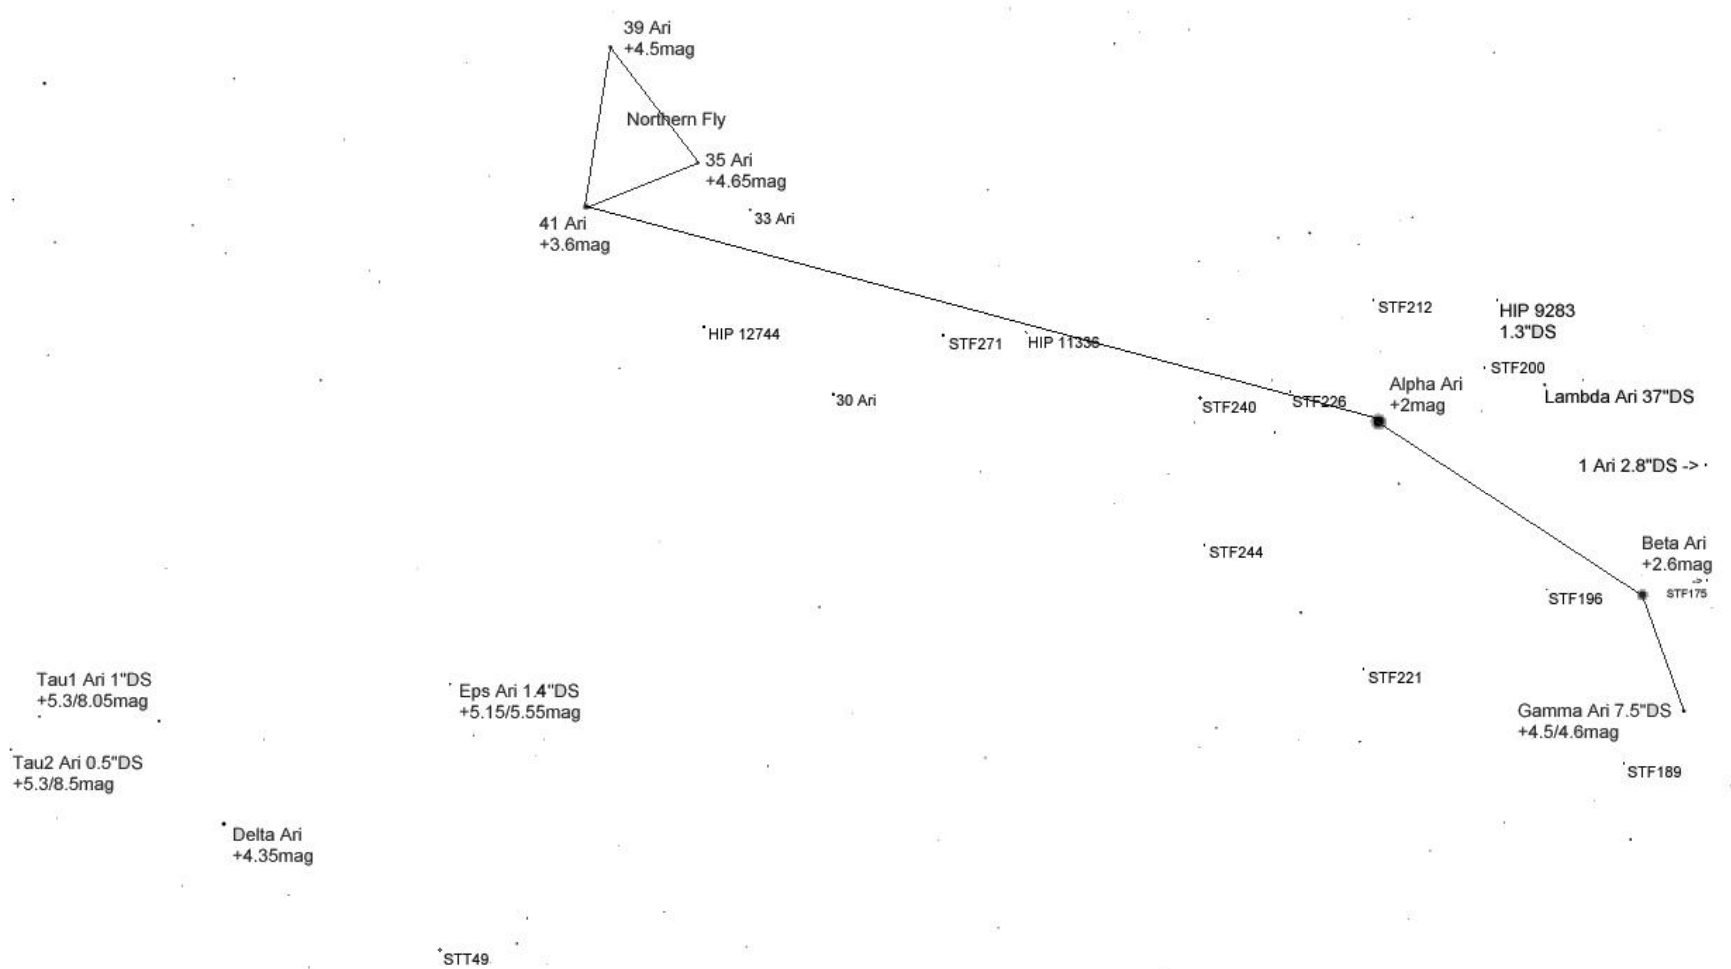 39 Ari
+4.5mag
Northern Fly
35 Ari
+4.65mag
33 Ari
41 Ari
+3.6mag
STF212
HIP 9283
1.3"DS
HIP 12744
STF271
HIP 11336
STF200
Alpha Ari
+2mag
Lambda Ari 37"DS
30 Ari
STF240
STF226
1 Ari 2.8"DS ->
STF244
Beta Ari
+2.6mag
->
STF175
STF196
Tau1 Ari 1"DS
+5.3/8.05mag
Eps Ari 1.4"DS
+5.15/5.55mag
STF221
Gamma Ari 7.5"DS
+4.5/4.6mag
Tau2 Ari 0.5"DS
+5.3/8.5mag
STF189
Delta Ari
+4.35mag
STT49